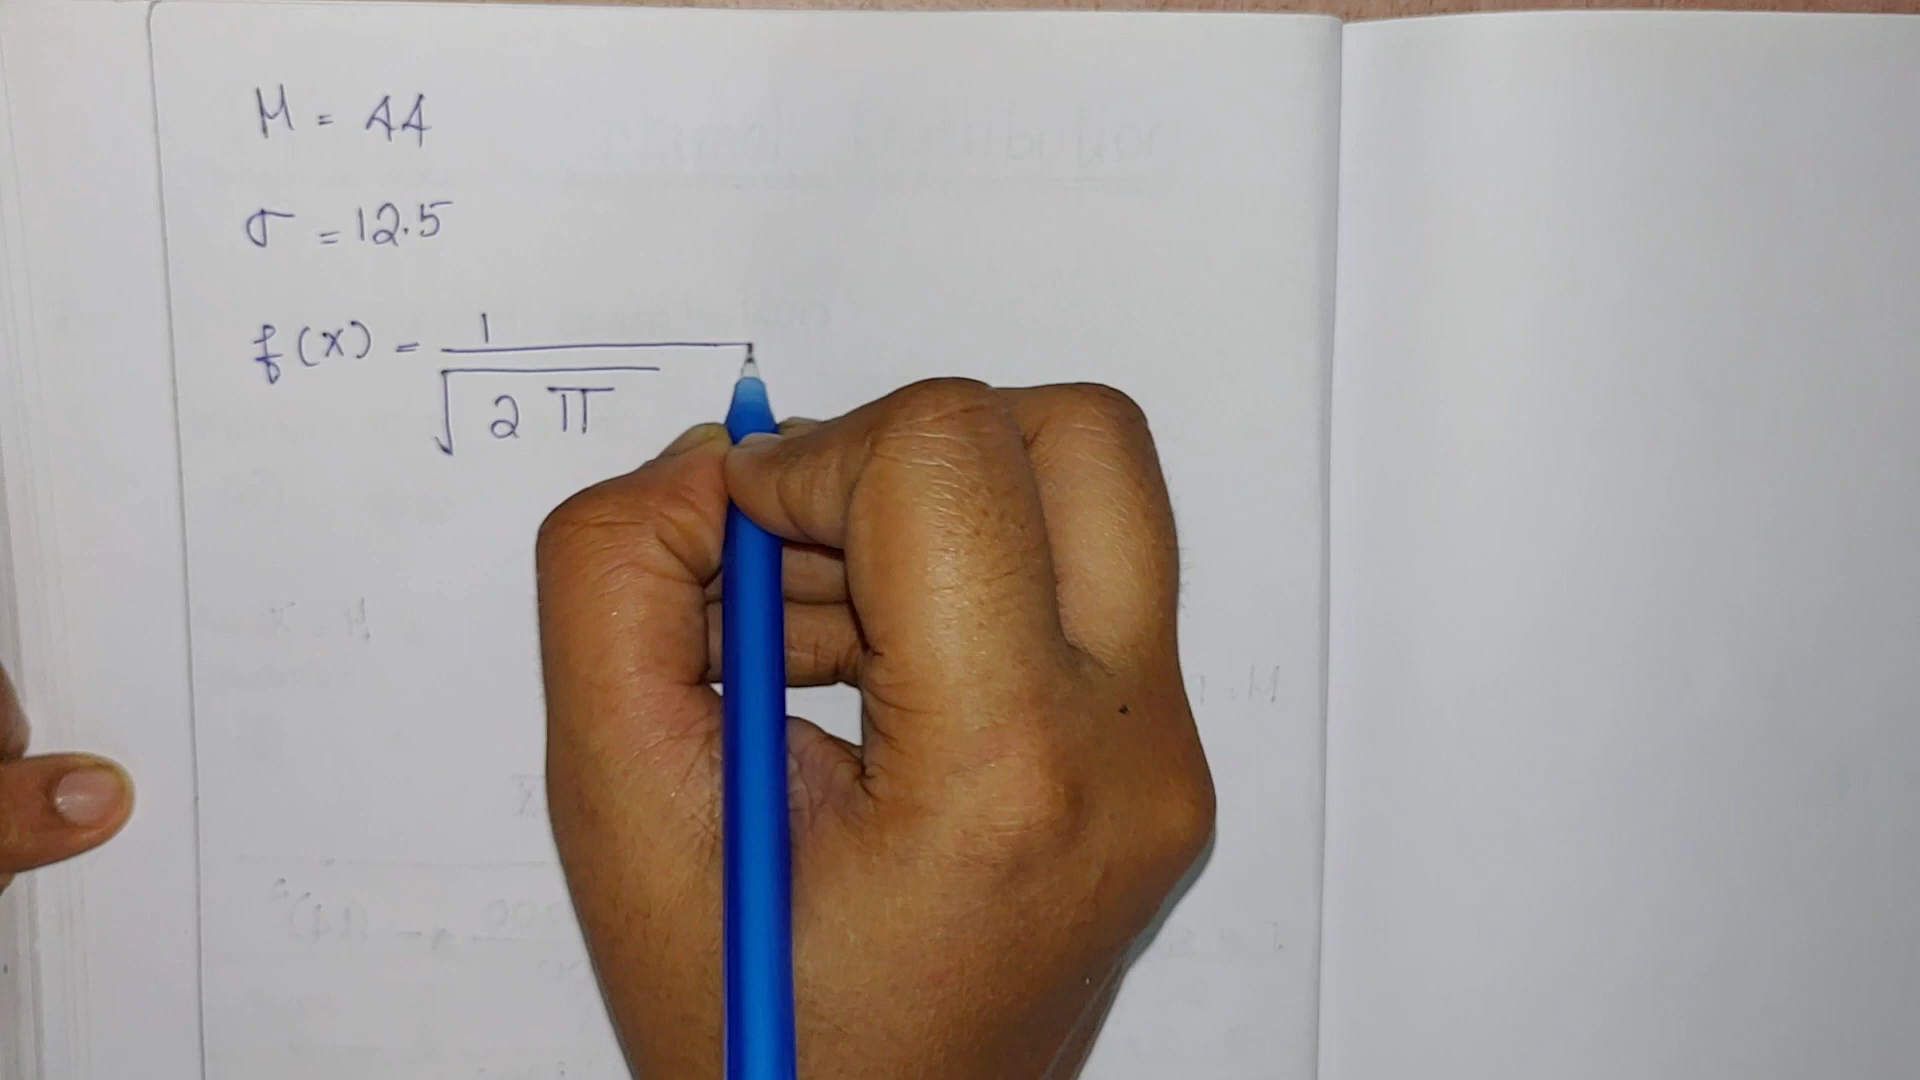 M = 44
σ = 12.5
f(x) = 1 / √2π